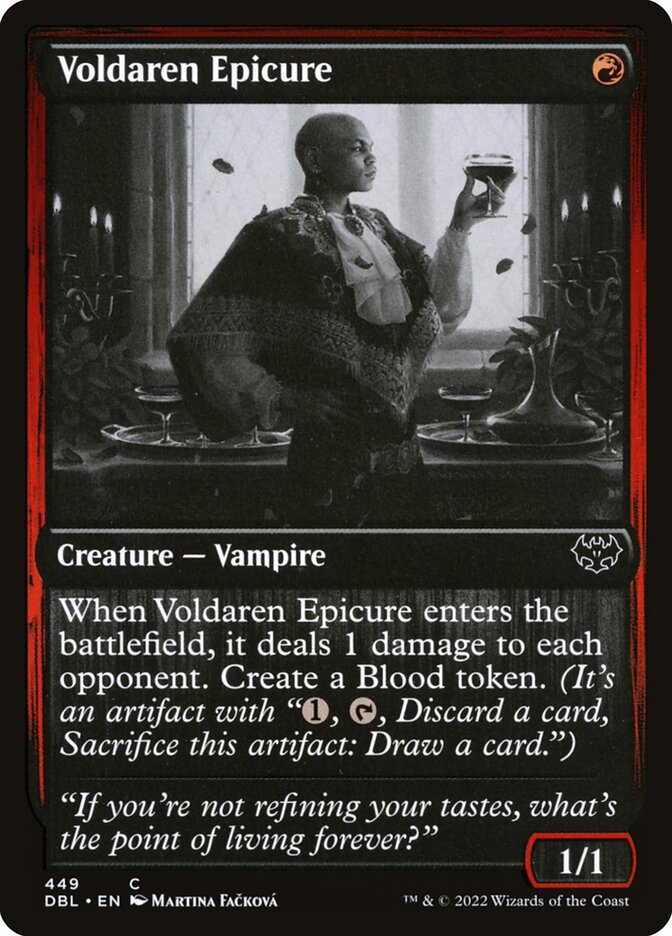 Voldaren Epicure
Creature — Vampire
When Voldaren Epicure enters the
battlefield, it deals 1 damage to each
opponent. Create a Blood token. (It's
an artifact with “1, , Discard a card,
Sacrifice this artifact: Draw a card.”)
“If you're not refining your tastes, what's
the point of living forever?”
1/1
449 C
DBL • EN Martina Fačková
™ & © 2022 Wizards of the Coast